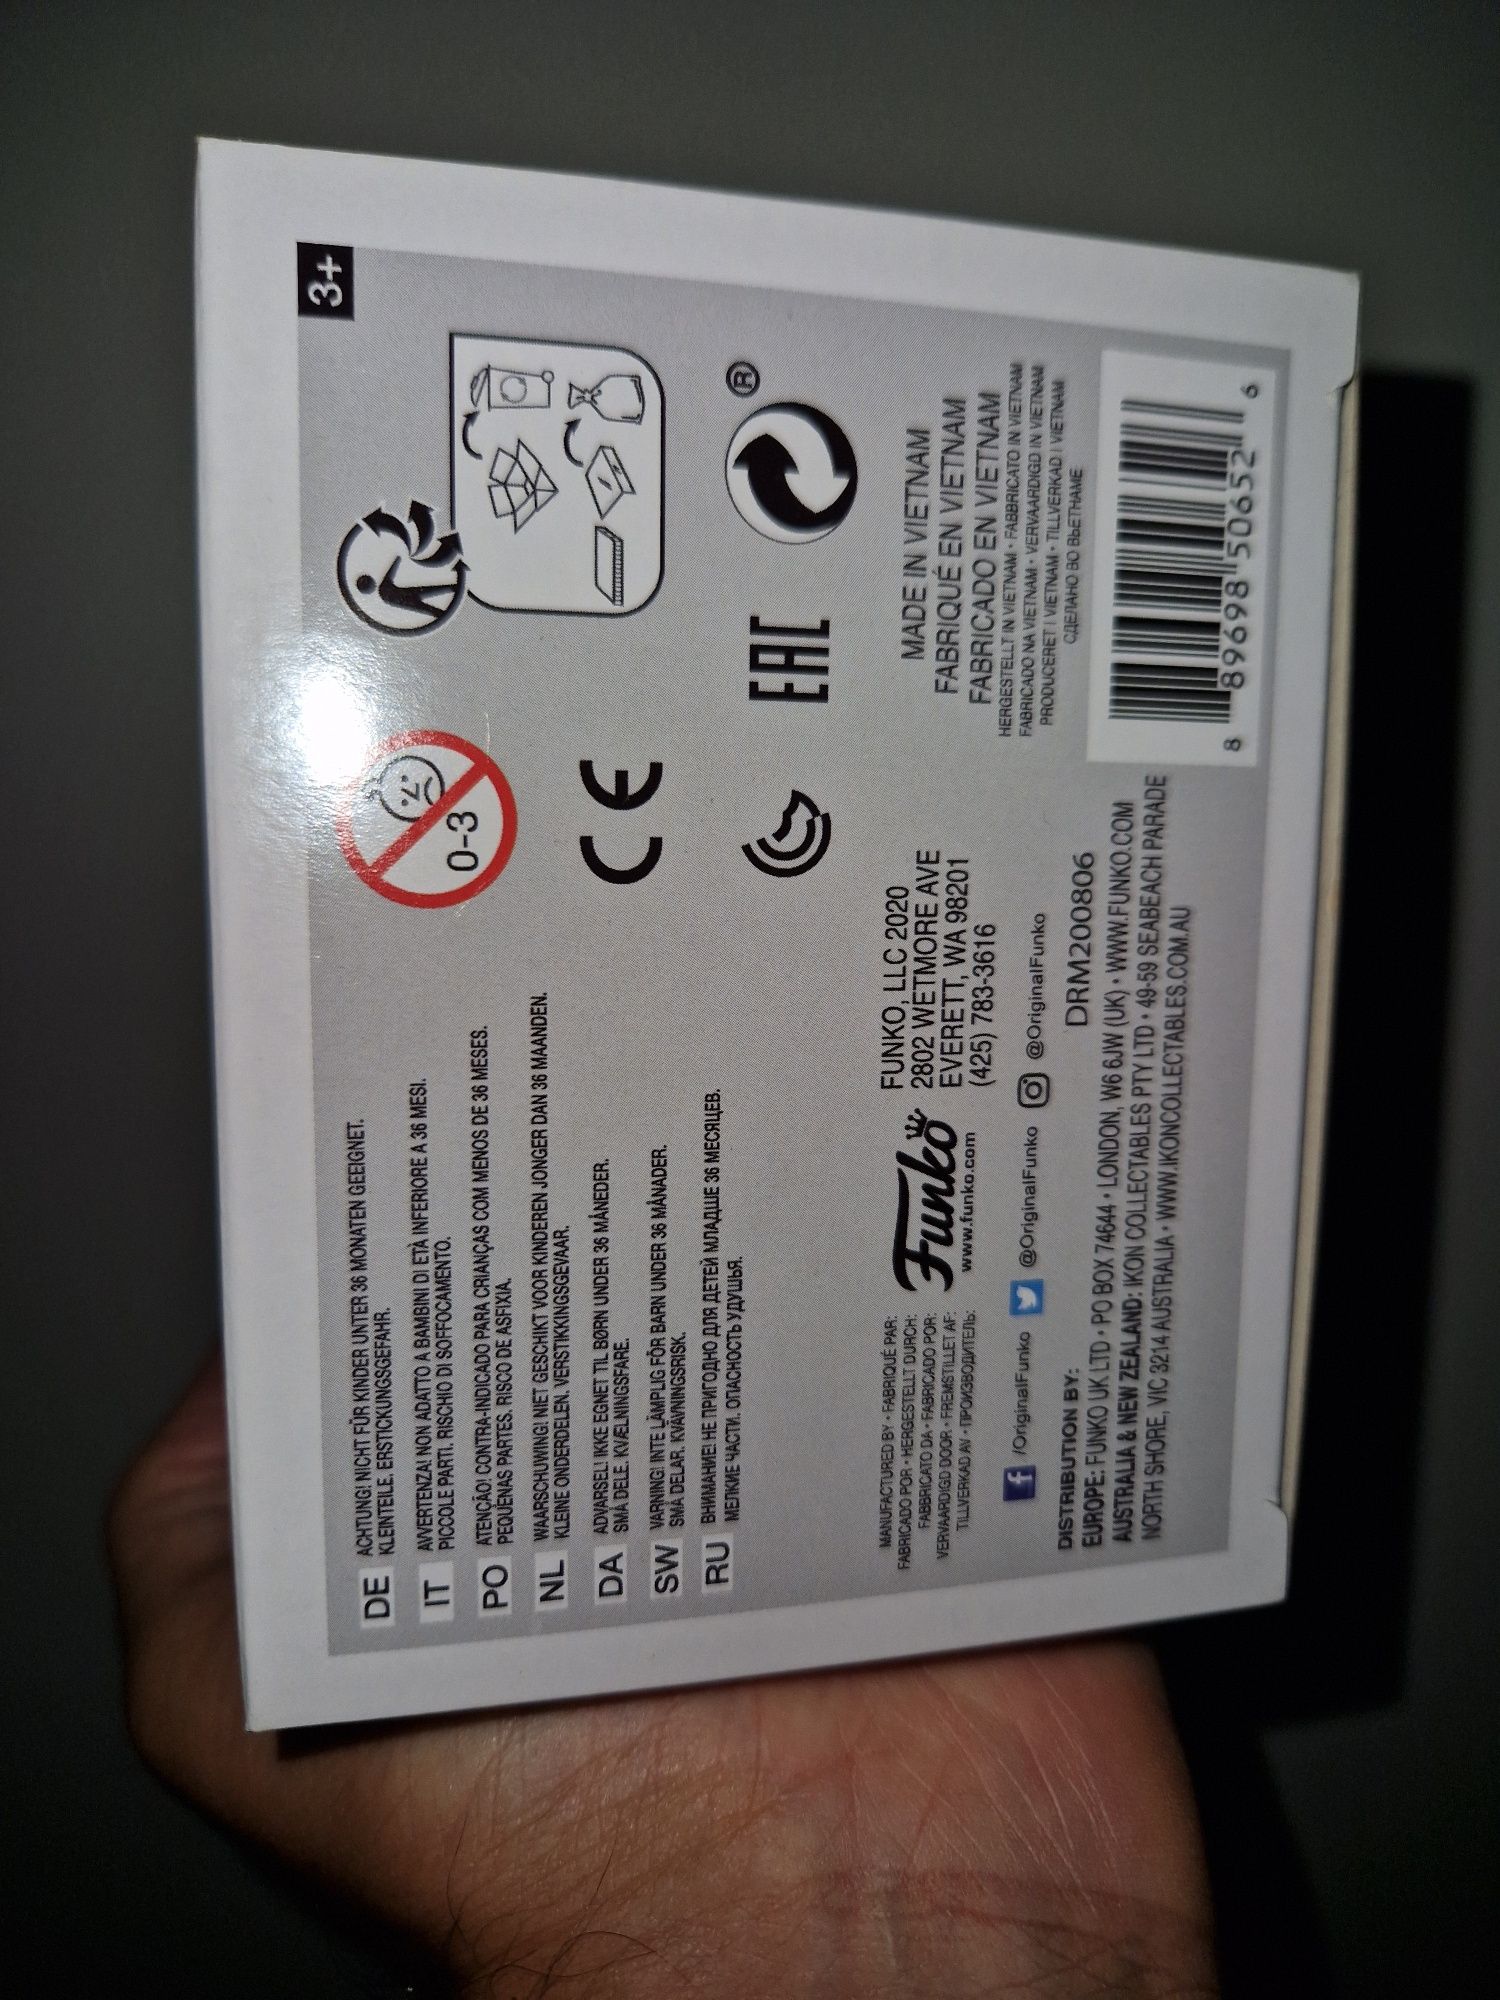 3+
DE ACHTUNG! NICHT FÜR KINDER UNTER 36 MONATEN GEEIGNET.
KLEINTEILE. ERSTICKUNGSGEFAHR.
IT AVVERTENZA! NON ADATTO A BAMBINI DI ETÀ INFERIORE A 36 MESI.
PICCOLE PARTI. RISCHIO DI SOFFOCAMENTO.
PO ATENÇÃO! CONTRA-INDICADO PARA CRIANÇAS COM MENOS DE 36 MESES.
PEQUENAS PARTES. RISCO DE ASFIXIA.
NL WAARSCHUWING! NIET GESCHIKT VOOR KINDEREN JONGER DAN 36 MAANDEN.
KLEINE ONDERDELEN. VERSTIKKINGSGEVAAR.
DA ADVARSEL! IKKE EGNET TIL BØRN UNDER 36 MÅNEDER.
SMÅ DELE. KVÆLNINGSFARE.
SW VARNING! INTE LÄMPLIG FÖR BARN UNDER 36 MÅNADER.
SMÅ DELAR. KVÄVNINGSRISK.
RU ВНИМАНИЕ! НЕ ПРИГОДНО ДЛЯ ДЕТЕЙ МЛАДШЕ 36 МЕСЯЦЕВ.
МЕЛКИЕ ЧАСТИ. ОПАСНОСТЬ УДУШЬЯ.
0-3
CE
EAC
®
MANUFACTURED BY • FABRIQUÉ PAR:
FABRICADO POR • HERGESTELLT DURCH:
FABBRICATO DA • FABRICADO POR:
VERVAARDIGD DOOR • FREMSTILLET AF:
TILLVERKAD AV • ПРОИЗВОДИТЕЛЬ:
Funko
www.funko.com
FUNKO, LLC 2020
2802 WETMORE AVE
EVERETT, WA 98201
(425) 783-3616
/OriginalFunko @OriginalFunko @OriginalFunko
DRM200806
DISTRIBUTION BY:
EUROPE: FUNKO UK LTD • PO BOX 74644 • LONDON, W6 6JW (UK) • WWW.FUNKO.COM
AUSTRALIA & NEW ZEALAND: IKON COLLECTABLES PTY LTD • 49-59 SEABEACH PARADE
NORTH SHORE, VIC 3214 AUSTRALIA • WWW.IKONCOLLECTABLES.COM.AU
MADE IN VIETNAM
FABRIQUÉ EN VIETNAM
FABRICADO EN VIETNAM
HERGESTELLT IN VIETNAM • FABBRICATO IN VIETNAM
FABRICADO NA VIETNAM • VERVAARDIGD IN VIETNAM
PRODUCERET I VIETNAM • TILLVERKAD I VIETNAM
СДЕЛАНО ВО ВЬЕТНАМЕ
8 89698 50652 6